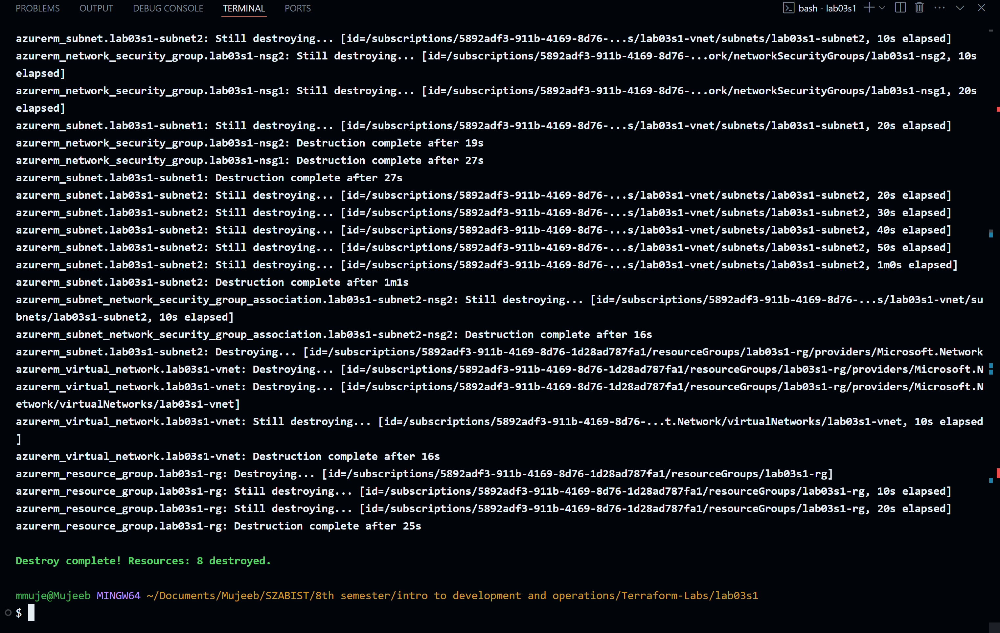 PROBLEMS OUTPUT DEBUG CONSOLE TERMINAL PORTS bash - lab03s1
azurerm_subnet.lab03s1-subnet2: Still destroying... [id=/subscriptions/5892adf3-911b-4169-8d76-...s/lab03s1-vnet/subnets/lab03s1-subnet2, 10s elapsed]
azurerm_network_security_group.lab03s1-nsg2: Still destroying... [id=/subscriptions/5892adf3-911b-4169-8d76-...ork/networkSecurityGroups/lab03s1-nsg2, 10s
elapsed]
azurerm_network_security_group.lab03s1-nsg1: Still destroying... [id=/subscriptions/5892adf3-911b-4169-8d76-...ork/networkSecurityGroups/lab03s1-nsg1, 20s
elapsed]
azurerm_subnet.lab03s1-subnet1: Still destroying... [id=/subscriptions/5892adf3-911b-4169-8d76-...s/lab03s1-vnet/subnets/lab03s1-subnet1, 20s elapsed]
azurerm_network_security_group.lab03s1-nsg2: Destruction complete after 19s
azurerm_network_security_group.lab03s1-nsg1: Destruction complete after 27s
azurerm_subnet.lab03s1-subnet1: Destruction complete after 27s
azurerm_subnet.lab03s1-subnet2: Still destroying... [id=/subscriptions/5892adf3-911b-4169-8d76-...s/lab03s1-vnet/subnets/lab03s1-subnet2, 20s elapsed]
azurerm_subnet.lab03s1-subnet2: Still destroying... [id=/subscriptions/5892adf3-911b-4169-8d76-...s/lab03s1-vnet/subnets/lab03s1-subnet2, 30s elapsed]
azurerm_subnet.lab03s1-subnet2: Still destroying... [id=/subscriptions/5892adf3-911b-4169-8d76-...s/lab03s1-vnet/subnets/lab03s1-subnet2, 40s elapsed]
azurerm_subnet.lab03s1-subnet2: Still destroying... [id=/subscriptions/5892adf3-911b-4169-8d76-...s/lab03s1-vnet/subnets/lab03s1-subnet2, 50s elapsed]
azurerm_subnet.lab03s1-subnet2: Still destroying... [id=/subscriptions/5892adf3-911b-4169-8d76-...s/lab03s1-vnet/subnets/lab03s1-subnet2, 1m0s elapsed]
azurerm_subnet.lab03s1-subnet2: Destruction complete after 1m1s
azurerm_subnet_network_security_group_association.lab03s1-subnet2-nsg2: Still destroying... [id=/subscriptions/5892adf3-911b-4169-8d76-...s/lab03s1-vnet/su
bnets/lab03s1-subnet2, 10s elapsed]
azurerm_subnet_network_security_group_association.lab03s1-subnet2-nsg2: Destruction complete after 16s
azurerm_subnet.lab03s1-subnet2: Destroying... [id=/subscriptions/5892adf3-911b-4169-8d76-1d28ad787fa1/resourceGroups/lab03s1-rg/providers/Microsoft.Network
azurerm_virtual_network.lab03s1-vnet: Destroying... [id=/subscriptions/5892adf3-911b-4169-8d76-1d28ad787fa1/resourceGroups/lab03s1-rg/providers/Microsoft.N
azurerm_virtual_network.lab03s1-vnet: Destroying... [id=/subscriptions/5892adf3-911b-4169-8d76-1d28ad787fa1/resourceGroups/lab03s1-rg/providers/Microsoft.N
etwork/virtualNetworks/lab03s1-vnet]
azurerm_virtual_network.lab03s1-vnet: Still destroying... [id=/subscriptions/5892adf3-911b-4169-8d76-...t.Network/virtualNetworks/lab03s1-vnet, 10s elapsed
]
azurerm_virtual_network.lab03s1-vnet: Destruction complete after 16s
azurerm_resource_group.lab03s1-rg: Destroying... [id=/subscriptions/5892adf3-911b-4169-8d76-1d28ad787fa1/resourceGroups/lab03s1-rg]
azurerm_resource_group.lab03s1-rg: Still destroying... [id=/subscriptions/5892adf3-911b-4169-8d76-1d28ad787fa1/resourceGroups/lab03s1-rg, 10s elapsed]
azurerm_resource_group.lab03s1-rg: Still destroying... [id=/subscriptions/5892adf3-911b-4169-8d76-1d28ad787fa1/resourceGroups/lab03s1-rg, 20s elapsed]
azurerm_resource_group.lab03s1-rg: Destruction complete after 25s
Destroy complete! Resources: 8 destroyed.
mmuje@Mujeeb MINGW64 ~/Documents/Mujeeb/SZABIST/8th semester/intro to development and operations/Terraform-Labs/lab03s1
$